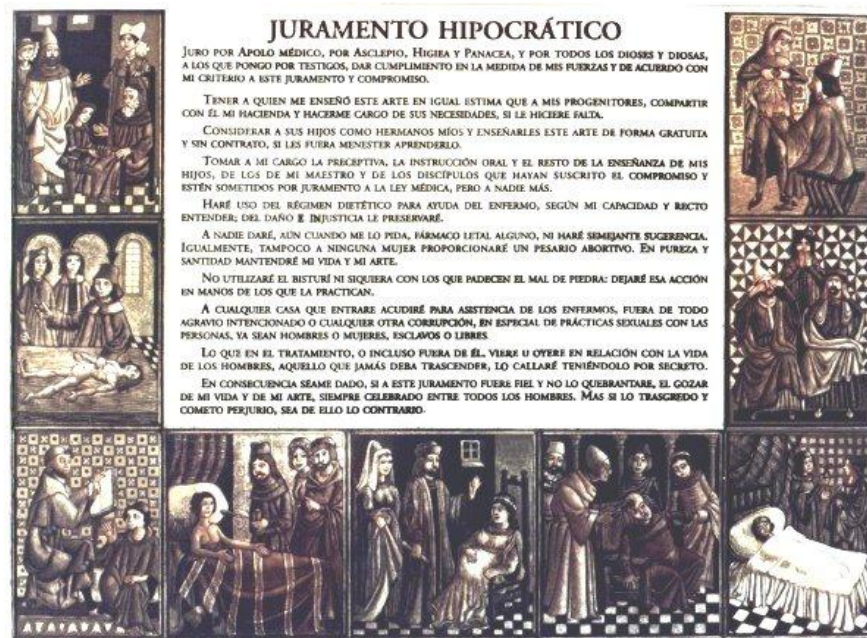 JURAMENTO HIPOCRÁTICO
JURO POR APOLO MÉDICO, POR ASCLEPIO, HIGIEA Y PANACEA, Y POR TODOS LOS DIOSES Y DIOSAS,
A LOS QUE PONGO POR TESTIGOS, DAR CUMPLIMIENTO EN LA MEDIDA DE MIS FUERZAS Y DE ACUERDO CON
MI CRITERIO A ESTE JURAMENTO Y COMPROMISO.
TENER A QUIEN ME ENSEÑÓ ESTE ARTE EN IGUAL ESTIMA QUE A MIS PROGENITORES, COMPARTIR
CON ÉL MI HACIENDA Y HACERME CARGO DE SUS NECESIDADES, SI LE HICIERE FALTA.
CONSIDERAR A SUS HIJOS COMO HERMANOS MÍOS Y ENSEÑARLES ESTE ARTE DE FORMA GRATUITA
Y SIN CONTRATO, SI LES FUERA MENESTER APRENDERLO.
TOMAR A MI CARGO LA PRECEPTIVA, LA INSTRUCCIÓN ORAL Y EL RESTO DE LA ENSEÑANZA DE MIS
HIJOS, DE LOS DE MI MAESTRO Y DE LOS DISCÍPULOS QUE HAYAN SUSCRITO EL COMPROMISO Y
ESTÉN SOMETIDOS POR JURAMENTO A LA LEY MÉDICA, PERO A NADIE MÁS.
HARÉ USO DEL RÉGIMEN DIETÉTICO PARA AYUDA DEL ENFERMO, SEGÚN MI CAPACIDAD Y RECTO
ENTENDER; DEL DAÑO E INJUSTICIA LE PRESERVARÉ.
A NADIE DARÉ, AÚN CUANDO ME LO PIDA, FÁRMACO LETAL ALGUNO, NI HARÉ SEMEJANTE SUGERENCIA.
IGUALMENTE, TAMPOCO A NINGUNA MUJER PROPORCIONARÉ UN PESARIO ABORTIVO. EN PUREZA Y
SANTIDAD MANTENDRÉ MI VIDA Y MI ARTE.
NO UTILIZARÉ EL BISTURÍ NI SIQUIERA CON LOS QUE PADECEN EL MAL DE PIEDRA: DEJARÉ ESA ACCIÓN
EN MANOS DE LOS QUE LA PRACTICAN.
A CUALQUIER CASA QUE ENTRARE ACUDIRÉ PARA ASISTENCIA DE LOS ENFERMOS, FUERA DE TODO
AGRAVIO INTENCIONADO O CUALQUIER OTRA CORRUPCIÓN, EN ESPECIAL DE PRÁCTICAS SEXUALES CON LAS
PERSONAS, YA SEAN HOMBRES O MUJERES, ESCLAVOS O LIBRES.
LO QUE EN EL TRATAMIENTO, O INCLUSO FUERA DE ÉL, VIERE U OYERE EN RELACIÓN CON LA VIDA
DE LOS HOMBRES, AQUELLO QUE JAMÁS DEBA TRASCENDER, LO CALLARÉ TENIÉNDOLO POR SECRETO.
EN CONSECUENCIA SÉAME DADO, SI A ESTE JURAMENTO FUERE FIEL Y NO LO QUEBRANTARE, EL GOZAR
DE MI VIDA Y DE MI ARTE, SIEMPRE CELEBRADO ENTRE TODOS LOS HOMBRES. MAS SI LO TRASGREDO Y
COMETO PERJURIO, SEA DE ELLO LO CONTRARIO.